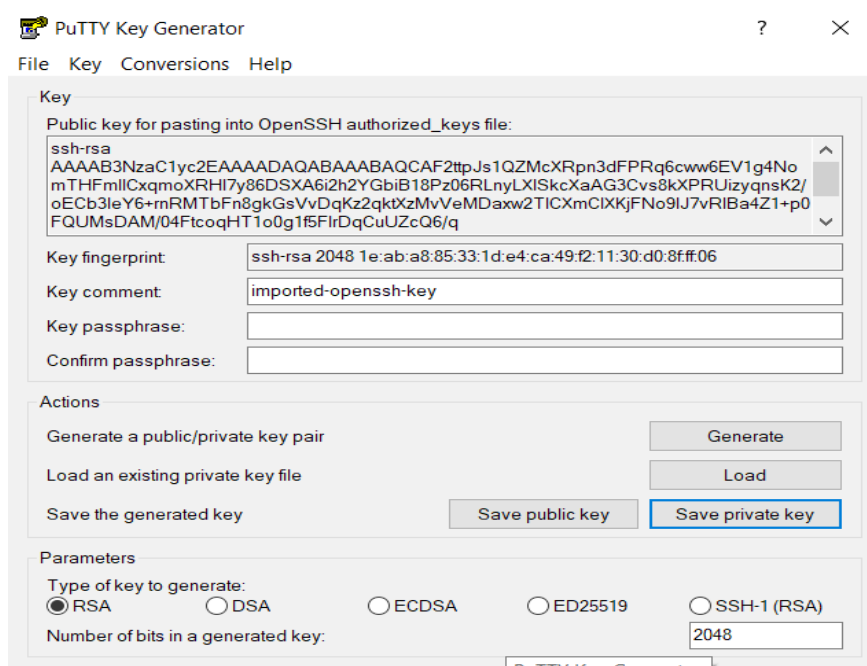 PuTTY Key Generator
File Key Conversions Help
Key
Public key for pasting into OpenSSH authorized_keys file:
ssh-rsa
AAAAB3NzaC1yc2EAAAADAQABAAABAQCAF2ttpJs1QZMcXRpn3dFPRq6cww6EV1g4No
mTHFmIlCxqmoXRHI7y86DSXA6i2h2YGbiB18Pz06RLnyLXlSkcXaAG3Cvs8kXPRUizyqnsK2/
oECb3leY6+rnRMTbFn8gkGsVvDqKz2qktXzMvVeMDaxw2TlCXmClXKjFNo9lJ7vRlBa4Z1+p0
FQUMsDAM/04FtcoqHT1o0g1f5FlrDqCuUZcQ6/q
Key fingerprint: ssh-rsa 2048 1e:ab:a8:85:33:1d:e4:ca:49:f2:11:30:d0:8f:ff:06
Key comment: imported-openssh-key
Key passphrase:
Confirm passphrase:
Actions
Generate a public/private key pair Generate
Load an existing private key file Load
Save the generated key Save public key Save private key
Parameters
Type of key to generate:
RSA DSA ECDSA ED25519 SSH-1 (RSA)
Number of bits in a generated key: 2048